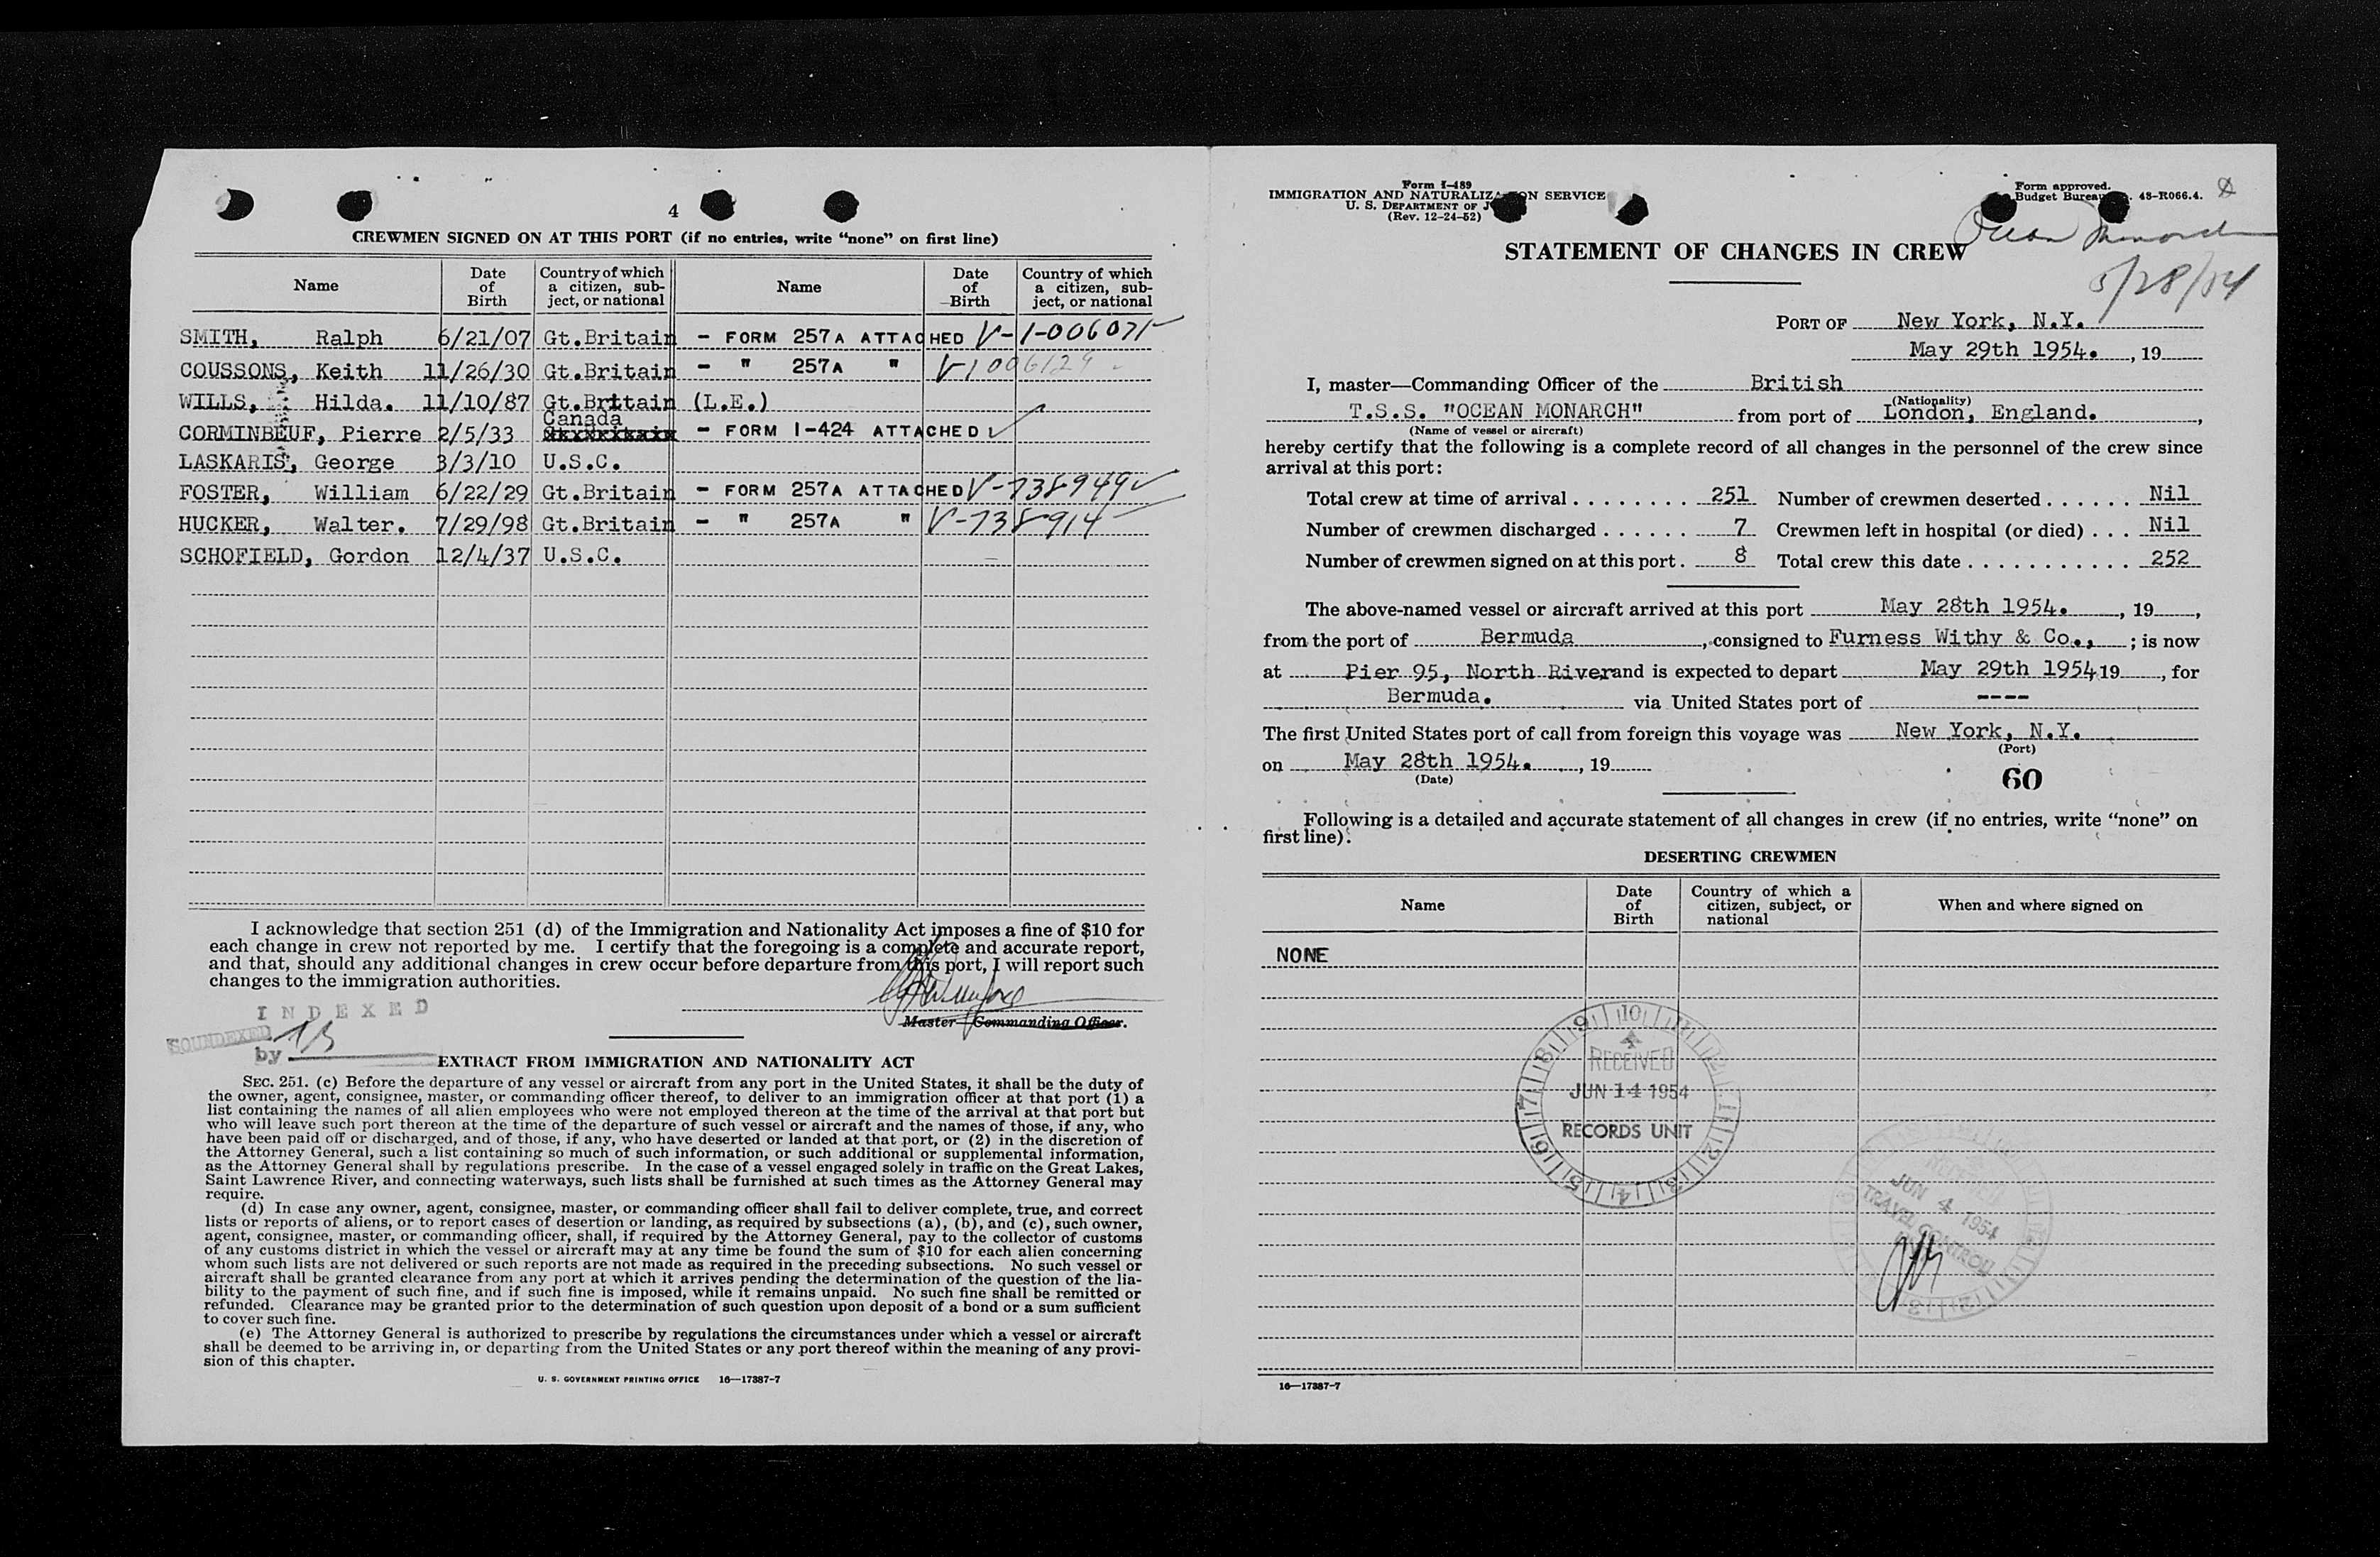 4
CREWMEN SIGNED ON AT THIS PORT (if no entries, write "none" on first line)
Name
Date of Birth
Country of which a citizen, subject, or national
Name
Date of Birth
Country of which a citizen, subject, or national
SMITH, Ralph 6/21/07 Gt.Britain - FORM 257A ATTACHED V-1-006071
COUSSONS, Keith 11/26/30 Gt.Britain - " 257A " V1006129
WILLS, Hilda. 11/10/87 Gt.Brttain (L.E.)
Canada
CORMINBEUF, Pierre 2/5/33 - FORM I-424 ATTACHED
LASKARIS, George 3/3/10 U.S.C.
FOSTER, William 6/22/29 Gt.Britain - FORM 257A ATTACHED V-738949
HUCKER, Walter. 7/29/98 Gt.Britain - " 257A " V-738914
SCHOFIELD, Gordon 12/4/37 U.S.C.
I acknowledge that section 251 (d) of the Immigration and Nationality Act imposes a fine of $10 for
each change in crew not reported by me. I certify that the foregoing is a complete and accurate report,
and that, should any additional changes in crew occur before departure from this port, I will report such
changes to the immigration authorities.
INDEXED
SOUNDEXED
by
Master Commanding Officer.
EXTRACT FROM IMMIGRATION AND NATIONALITY ACT
SEC. 251. (c) Before the departure of any vessel or aircraft from any port in the United States, it shall be the duty of
the owner, agent, consignee, master, or commanding officer thereof, to deliver to an immigration officer at that port (1) a
list containing the names of all alien employees who were not employed thereon at the time of the arrival at that port but
who will leave such port thereon at the time of the departure of such vessel or aircraft and the names of those, if any, who
have been paid off or discharged, and of those, if any, who have deserted or landed at that port, or (2) in the discretion of
the Attorney General, such a list containing so much of such information, or such additional or supplemental information,
as the Attorney General shall by regulations prescribe. In the case of a vessel engaged solely in traffic on the Great Lakes,
Saint Lawrence River, and connecting waterways, such lists shall be furnished at such times as the Attorney General may
require.
(d) In case any owner, agent, consignee, master, or commanding officer shall fail to deliver complete, true, and correct
lists or reports of aliens, or to report cases of desertion or landing, as required by subsections (a), (b), and (c), such owner,
agent, consignee, master, or commanding officer, shall, if required by the Attorney General, pay to the collector of customs
of any customs district in which the vessel or aircraft may at any time be found the sum of $10 for each alien concerning
whom such lists are not delivered or such reports are not made as required in the preceding subsections. No such vessel or
aircraft shall be granted clearance from any port at which it arrives pending the determination of the question of the lia-
bility to the payment of such fine, and if such fine is imposed, while it remains unpaid. No such fine shall be remitted or
refunded. Clearance may be granted prior to the determination of such question upon deposit of a bond or a sum sufficient
to cover such fine.
(e) The Attorney General is authorized to prescribe by regulations the circumstances under which a vessel or aircraft
shall be deemed to be arriving in, or departing from the United States or any port thereof within the meaning of any provi-
sion of this chapter.
U. S. GOVERNMENT PRINTING OFFICE 16—17387-7
Form I-489
IMMIGRATION AND NATURALIZATION SERVICE
U. S. DEPARTMENT OF J
(Rev. 12-24-52)
Form approved.
Budget Bureau 43-R066.4.
Ocean Monarch
5/28/54
STATEMENT OF CHANGES IN CREW
PORT OF New York, N.Y.
May 29th 1954. , 19
I, master—Commanding Officer of the British
(Nationality)
T.S.S. "OCEAN MONARCH" from port of London, England. ,
(Name of vessel or aircraft)
hereby certify that the following is a complete record of all changes in the personnel of the crew since
arrival at this port:
Total crew at time of arrival 251 Number of crewmen deserted Nil
Number of crewmen discharged 7 Crewmen left in hospital (or died) Nil
Number of crewmen signed on at this port 8 Total crew this date 252
The above-named vessel or aircraft arrived at this port May 28th 1954. , 19 ,
from the port of Bermuda , consigned to Furness Withy & Co., ; is now
at Pier 95, North River and is expected to depart May 29th 1954 19 , for
Bermuda. via United States port of ----
The first United States port of call from foreign this voyage was New York, N.Y.
(Port)
on May 28th 1954. , 19
(Date)
60
Following is a detailed and accurate statement of all changes in crew (if no entries, write "none" on
first line):
DESERTING CREWMEN
Name
Date of Birth
Country of which a citizen, subject, or national
When and where signed on
NONE
RECEIVED
JUN 14 1954
RECORDS UNIT
JUN 4 1954
TRAVEL CONTROL
16—17387-7